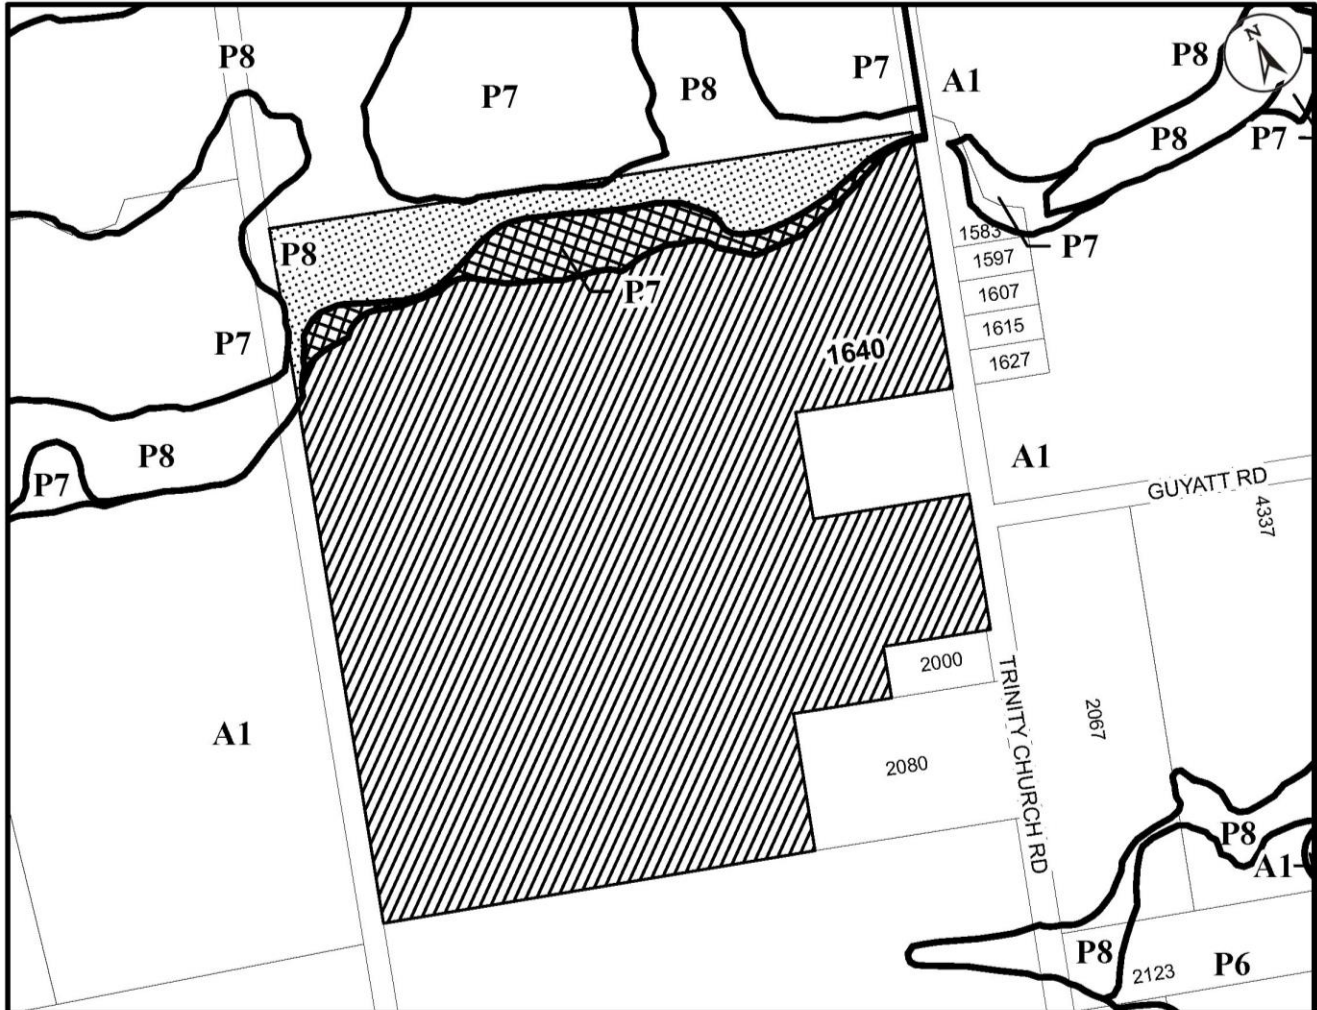 P8
P7
P8
P7
A1
P8
N
P8
P7
1583
P7
P8
1597
P7
1607
1615
P7
1640
1627
P8
A1
P7
GUYATT RD
4337
2000
TRINITY CHURCH RD
2067
A1
2080
P8
A1
P8
2123
P6